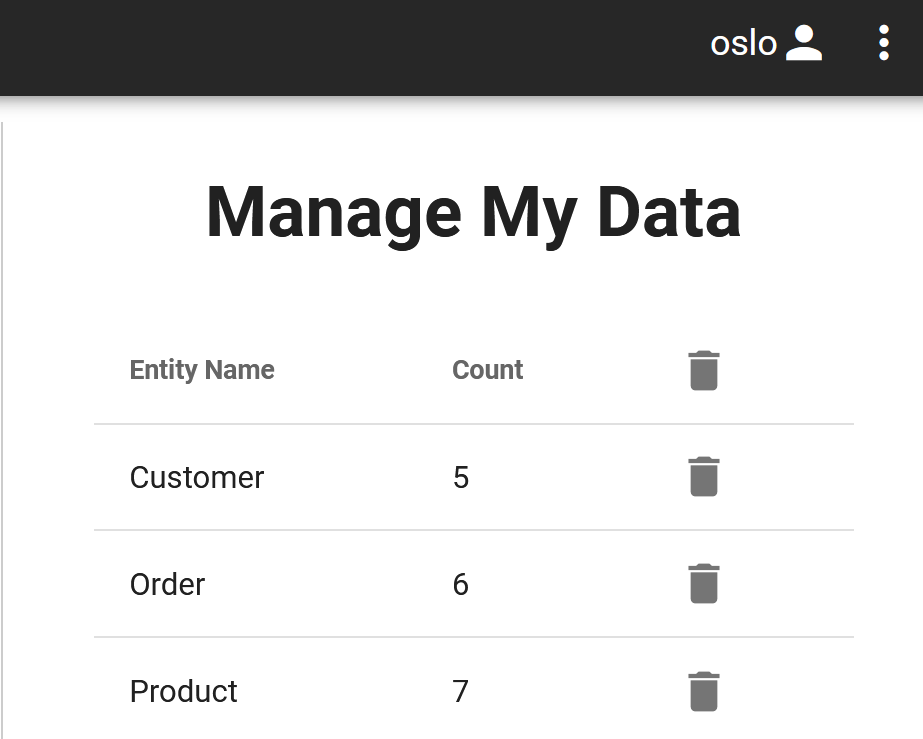 oslo
Manage My Data
Entity Name Count
Customer 5
Order 6
Product 7